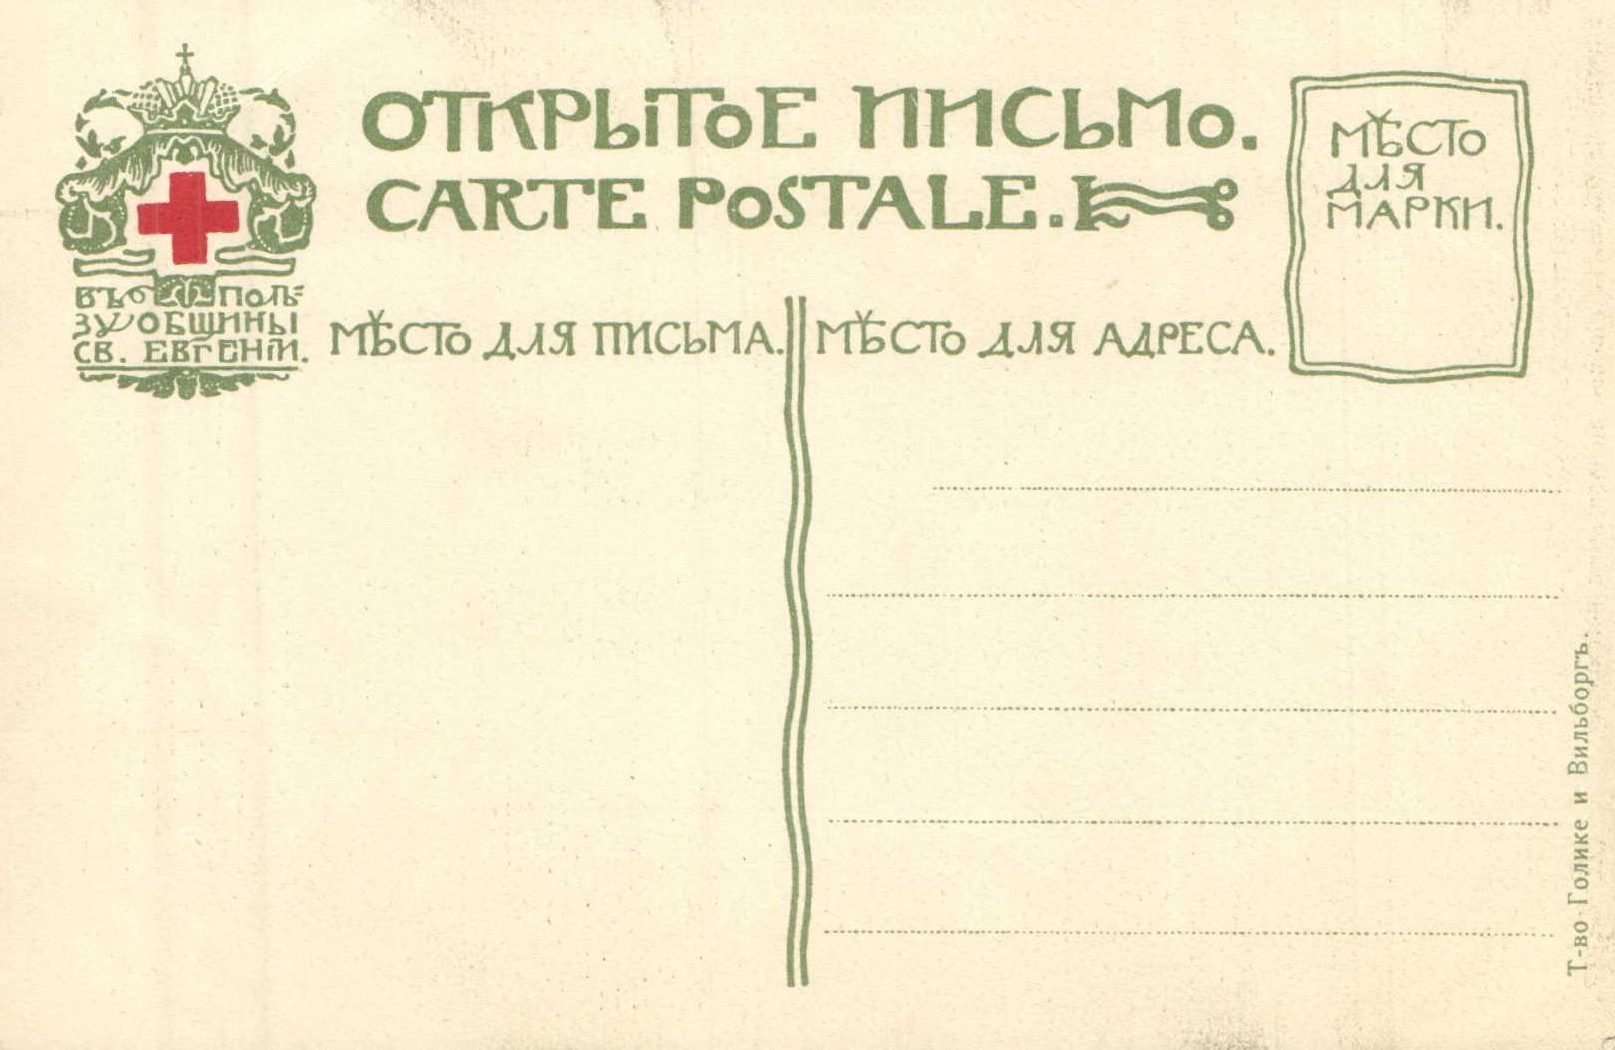 ОТКРЫТОЕ ПИСЬМО.
CARTE POSTALE.
МѢСТО
ДЛЯ
МАРКИ.
ВЪ ПОЛЬ=
ЗУ ОБЩИНЫ
СВ. ЕВГЕНІИ.
МѢСТО ДЛЯ ПИСЬМА.
МѢСТО ДЛЯ АДРЕСА.
Т-во Голике и Вильборгъ.